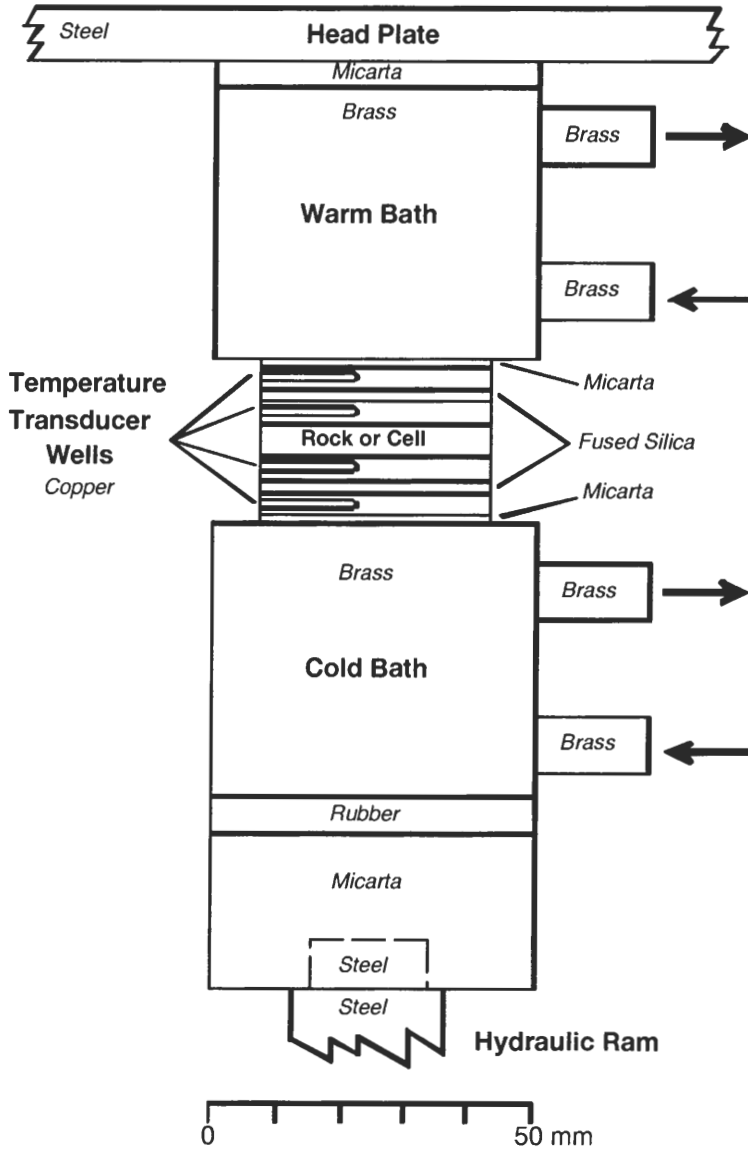 Steel
Head Plate
Micarta
Brass
Brass
Warm Bath
Brass
Temperature
Transducer
Wells
Copper
Micarta
Rock or Cell
Fused Silica
Micarta
Brass
Brass
Cold Bath
Brass
Rubber
Micarta
Steel
Steel
Hydraulic Ram
0
50 mm